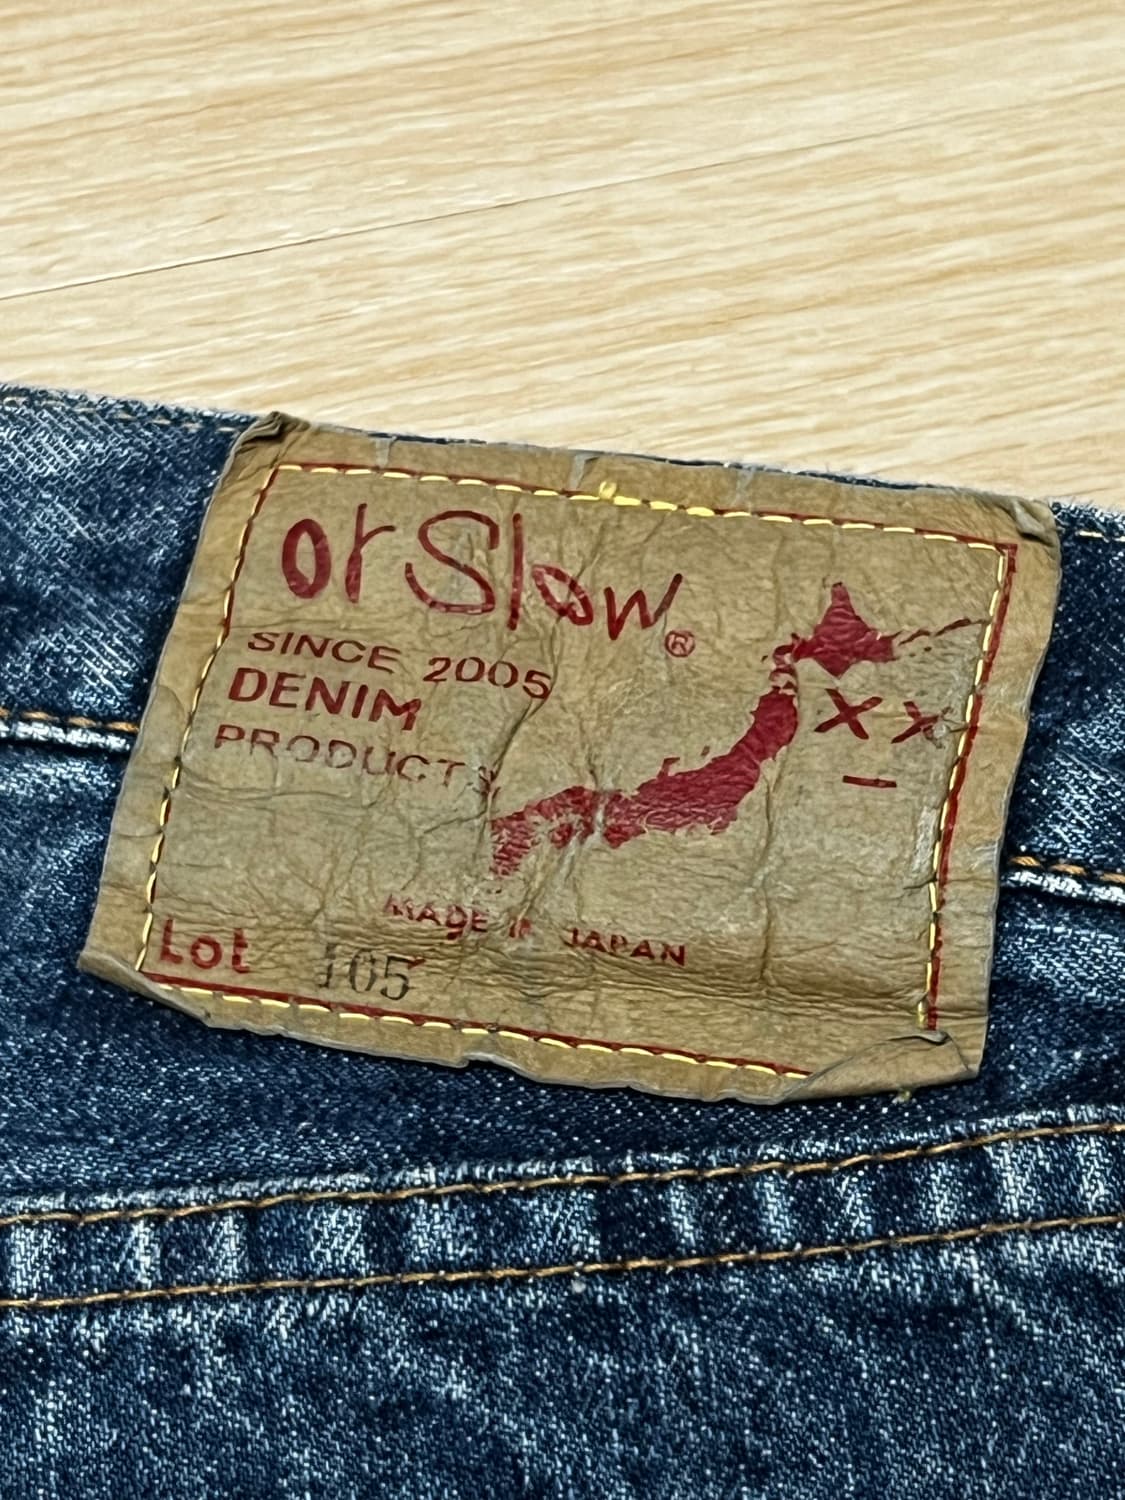 orSlow®
SINCE 2005
DENIM
PRODUCTS
XX
MADE IN JAPAN
Lot 105